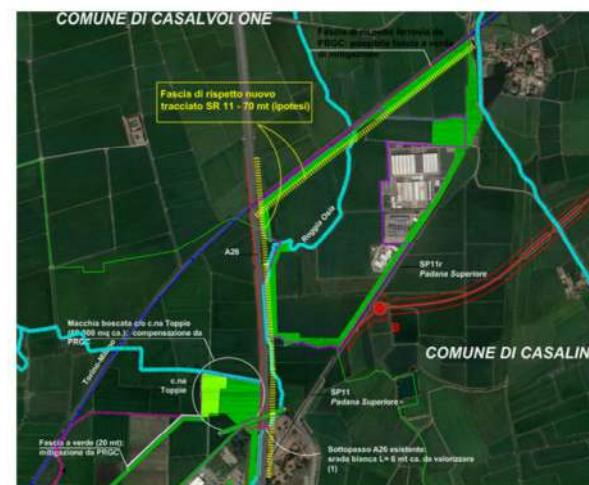 COMUNE DI CASALVOLONE
Fascia di rispetto ferrovia da
PRGC: possibile fascia a verde
di mitigazione
Fascia di rispetto nuovo
tracciato SR 11 - 70 mt (ipotesi)
Roggia Osia
A26
SP11r
Padana Superiore
Macchia boscata c/o c.na Toppie
mq ca.): compensazione da
PRGC
Torino-Milano
COMUNE DI CASALIN
c.na
Toppie
SP11
Padana Superiore
Fascia a verde (20 mt):
mitigazione da PRGC
Sottopasso A26 esistente:
srada bianca L= 6 mt ca. da valorizzare
(1)